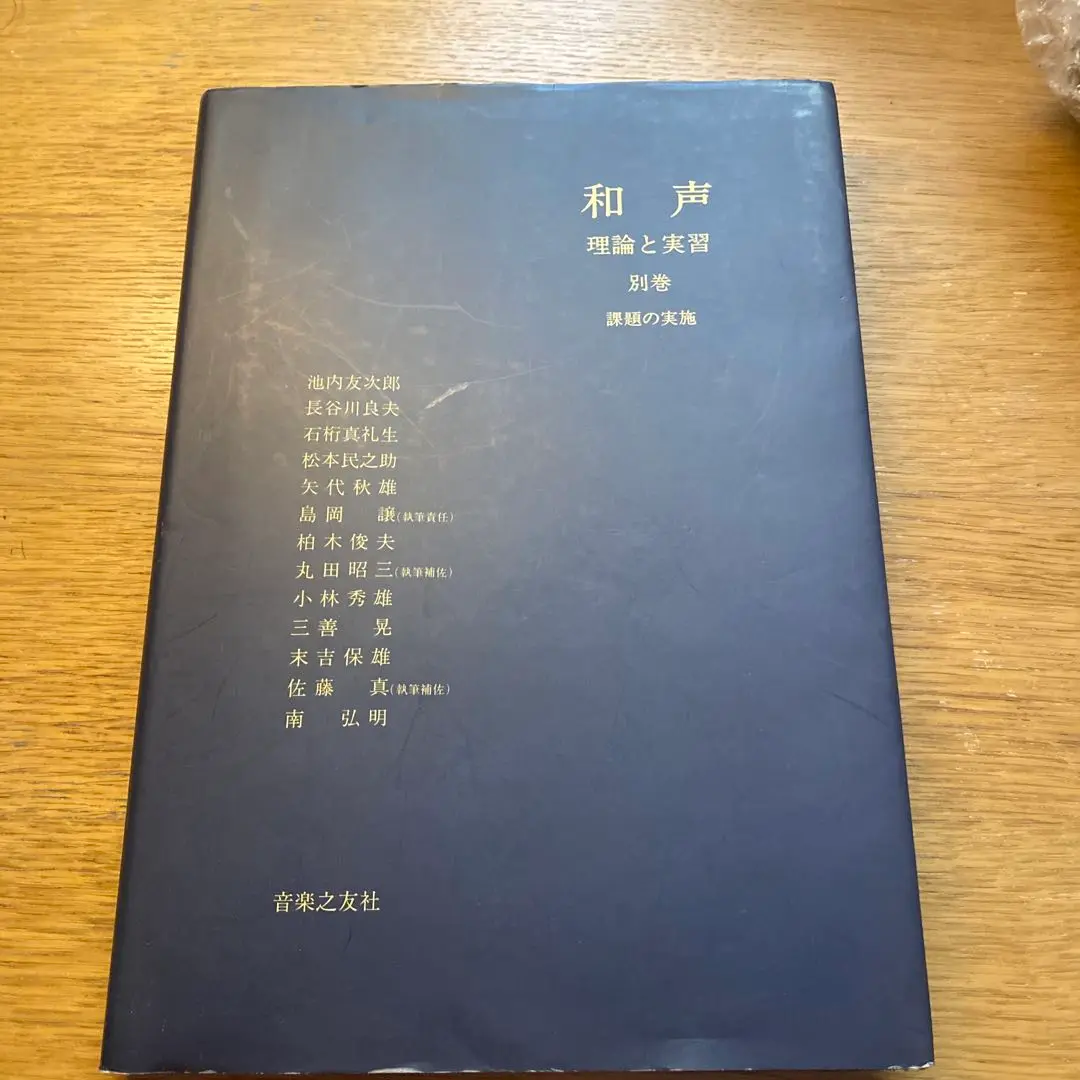 和 声
理論と実習
別巻
課題の実施
池内友次郎
長谷川良夫
石桁真礼生
松本民之助
矢代秋雄
島岡 譲(執筆責任)
柏木俊夫
丸田昭三(執筆補佐)
小林秀雄
三善 晃
末吉保雄
佐藤 真(執筆補佐)
南 弘明
音楽之友社